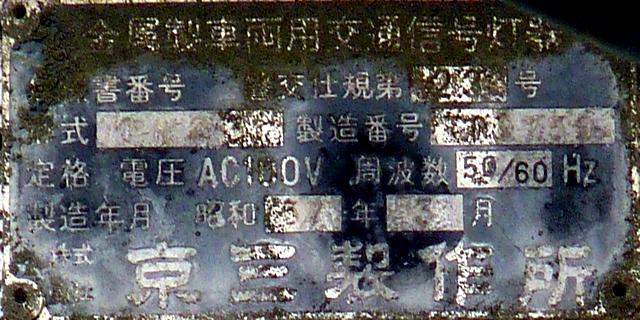 金属製車両用交通信号灯器
書番号 警交仕規第 号
式 製造番号
定格 電圧 AC100V 周波数 50/60 Hz
製造年月 昭和 年 月
株式
京三製作所